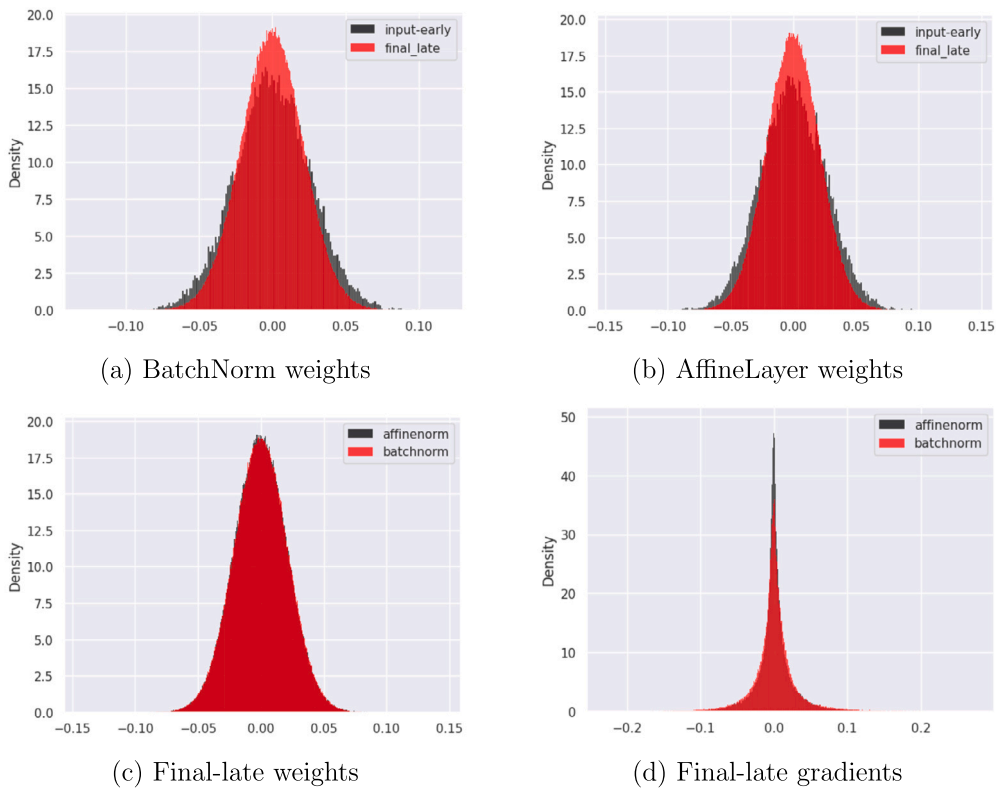 20.0
17.5
15.0
12.5
10.0
7.5
5.0
2.5
0.0
Density
input-early
final_late
−0.10 −0.05 0.00 0.05 0.10
(a) BatchNorm weights
20.0
17.5
15.0
12.5
10.0
7.5
5.0
2.5
0.0
Density
input-early
final_late
−0.15 −0.10 −0.05 0.00 0.05 0.10 0.15
(b) AffineLayer weights
20.0
17.5
15.0
12.5
10.0
7.5
5.0
2.5
0.0
Density
affinenorm
batchnorm
−0.15 −0.10 −0.05 0.00 0.05 0.10 0.15
(c) Final-late weights
50
40
30
20
10
0
Density
affinenorm
batchnorm
−0.2 −0.1 0.0 0.1 0.2
(d) Final-late gradients